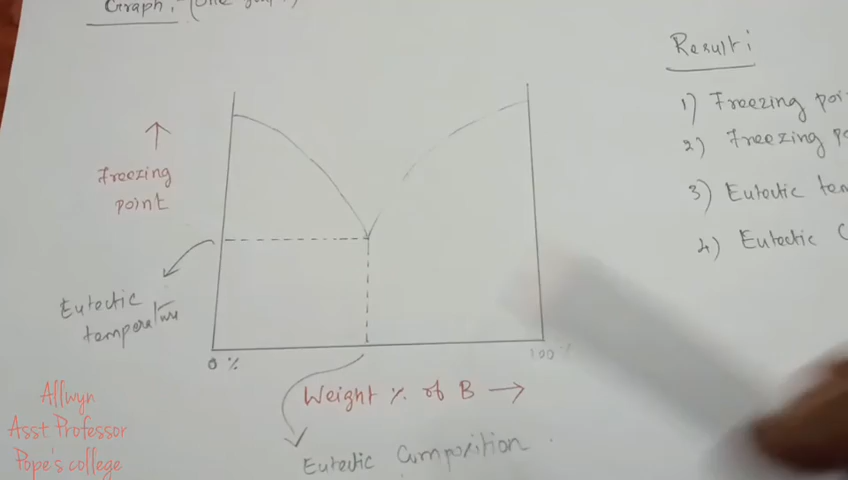 Graph: (One
Result:
1) Freezing
2) Freezing
3) Eutectic
4) Eutectic
Freezing
point
Eutectic
temperature
0 %
100 %
Weight % of B
Eutectic Composition
Allwyn
Asst Professor
Pope's college